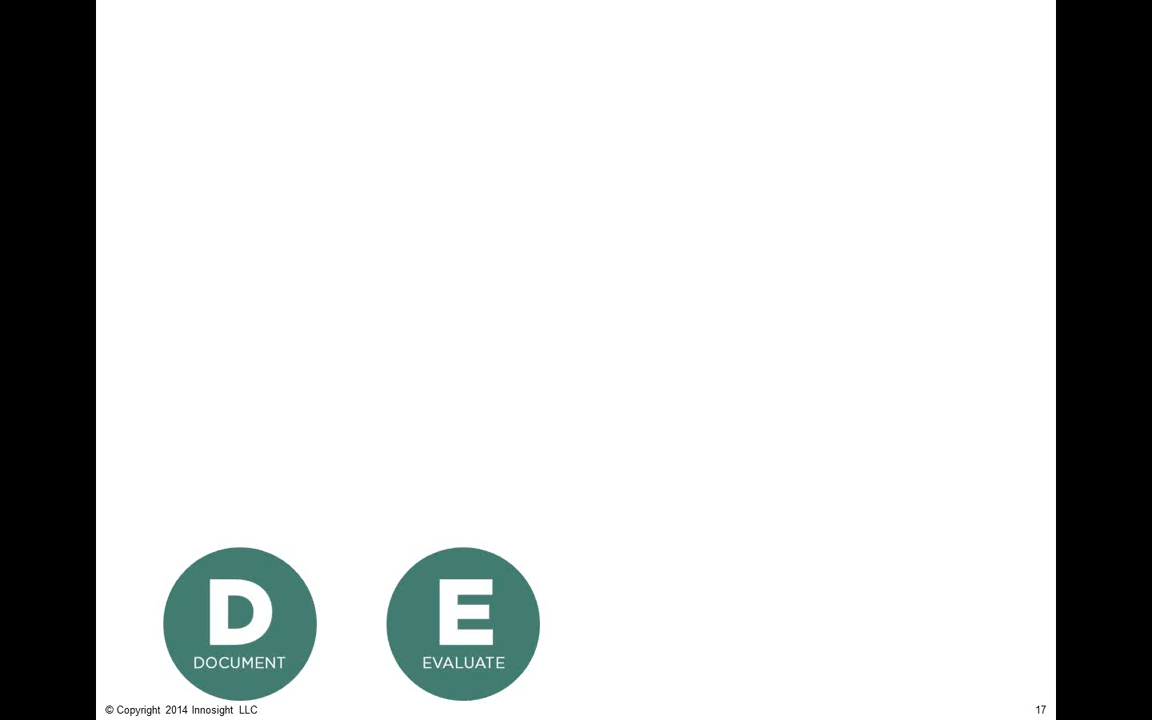 D
DOCUMENT
E
EVALUATE
© Copyright 2014 Innosight LLC
17